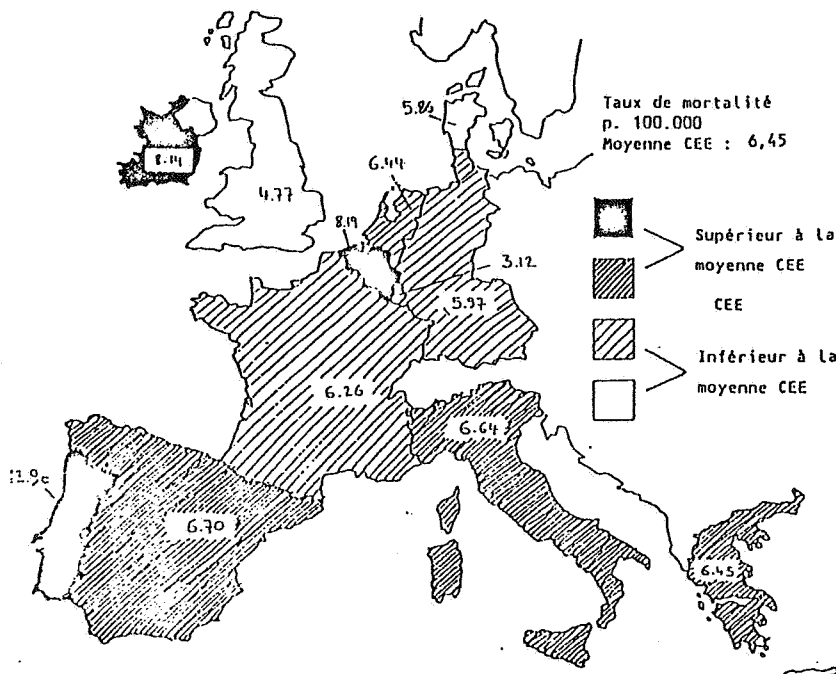 Taux de mortalité
p. 100.000
Moyenne CEE : 6,45
Supérieur à la
moyenne CEE
CEE
Inférieur à la
moyenne CEE
5.86
8.14
6.44
4.77
8.19
3.12
5.97
6.26
6.64
6.70
6.45